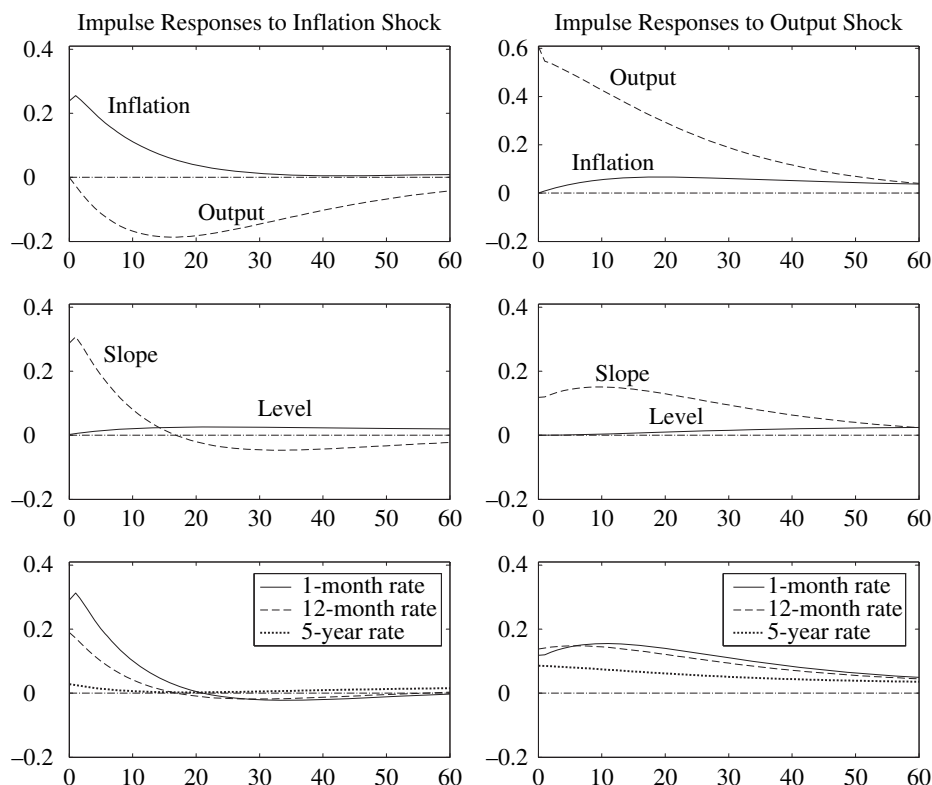 Impulse Responses to Inflation Shock
0.4
0.2
0
–0.2
Inflation
Output
0 10 20 30 40 50 60
Impulse Responses to Output Shock
0.6
0.4
0.2
0
–0.2
Output
Inflation
0 10 20 30 40 50 60
0.4
0.2
0
–0.2
Slope
Level
0 10 20 30 40 50 60
0.4
0.2
0
–0.2
Slope
Level
0 10 20 30 40 50 60
0.4
0.2
0
–0.2
1-month rate
12-month rate
5-year rate
0 10 20 30 40 50 60
0.4
0.2
0
–0.2
1-month rate
12-month rate
5-year rate
0 10 20 30 40 50 60